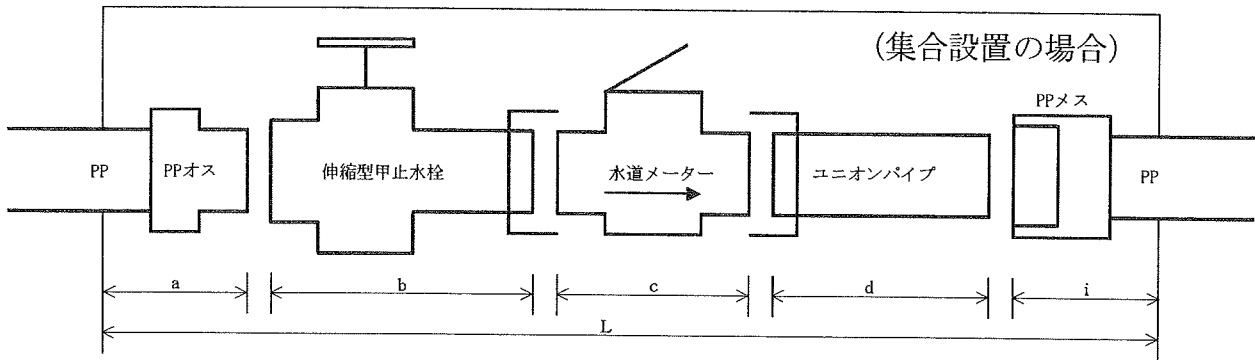 (集合設置の場合)
PPメス
PP
PPオス
伸縮型甲止水栓
水道メーター
ユニオンパイプ
PP
a
b
c
d
i
L